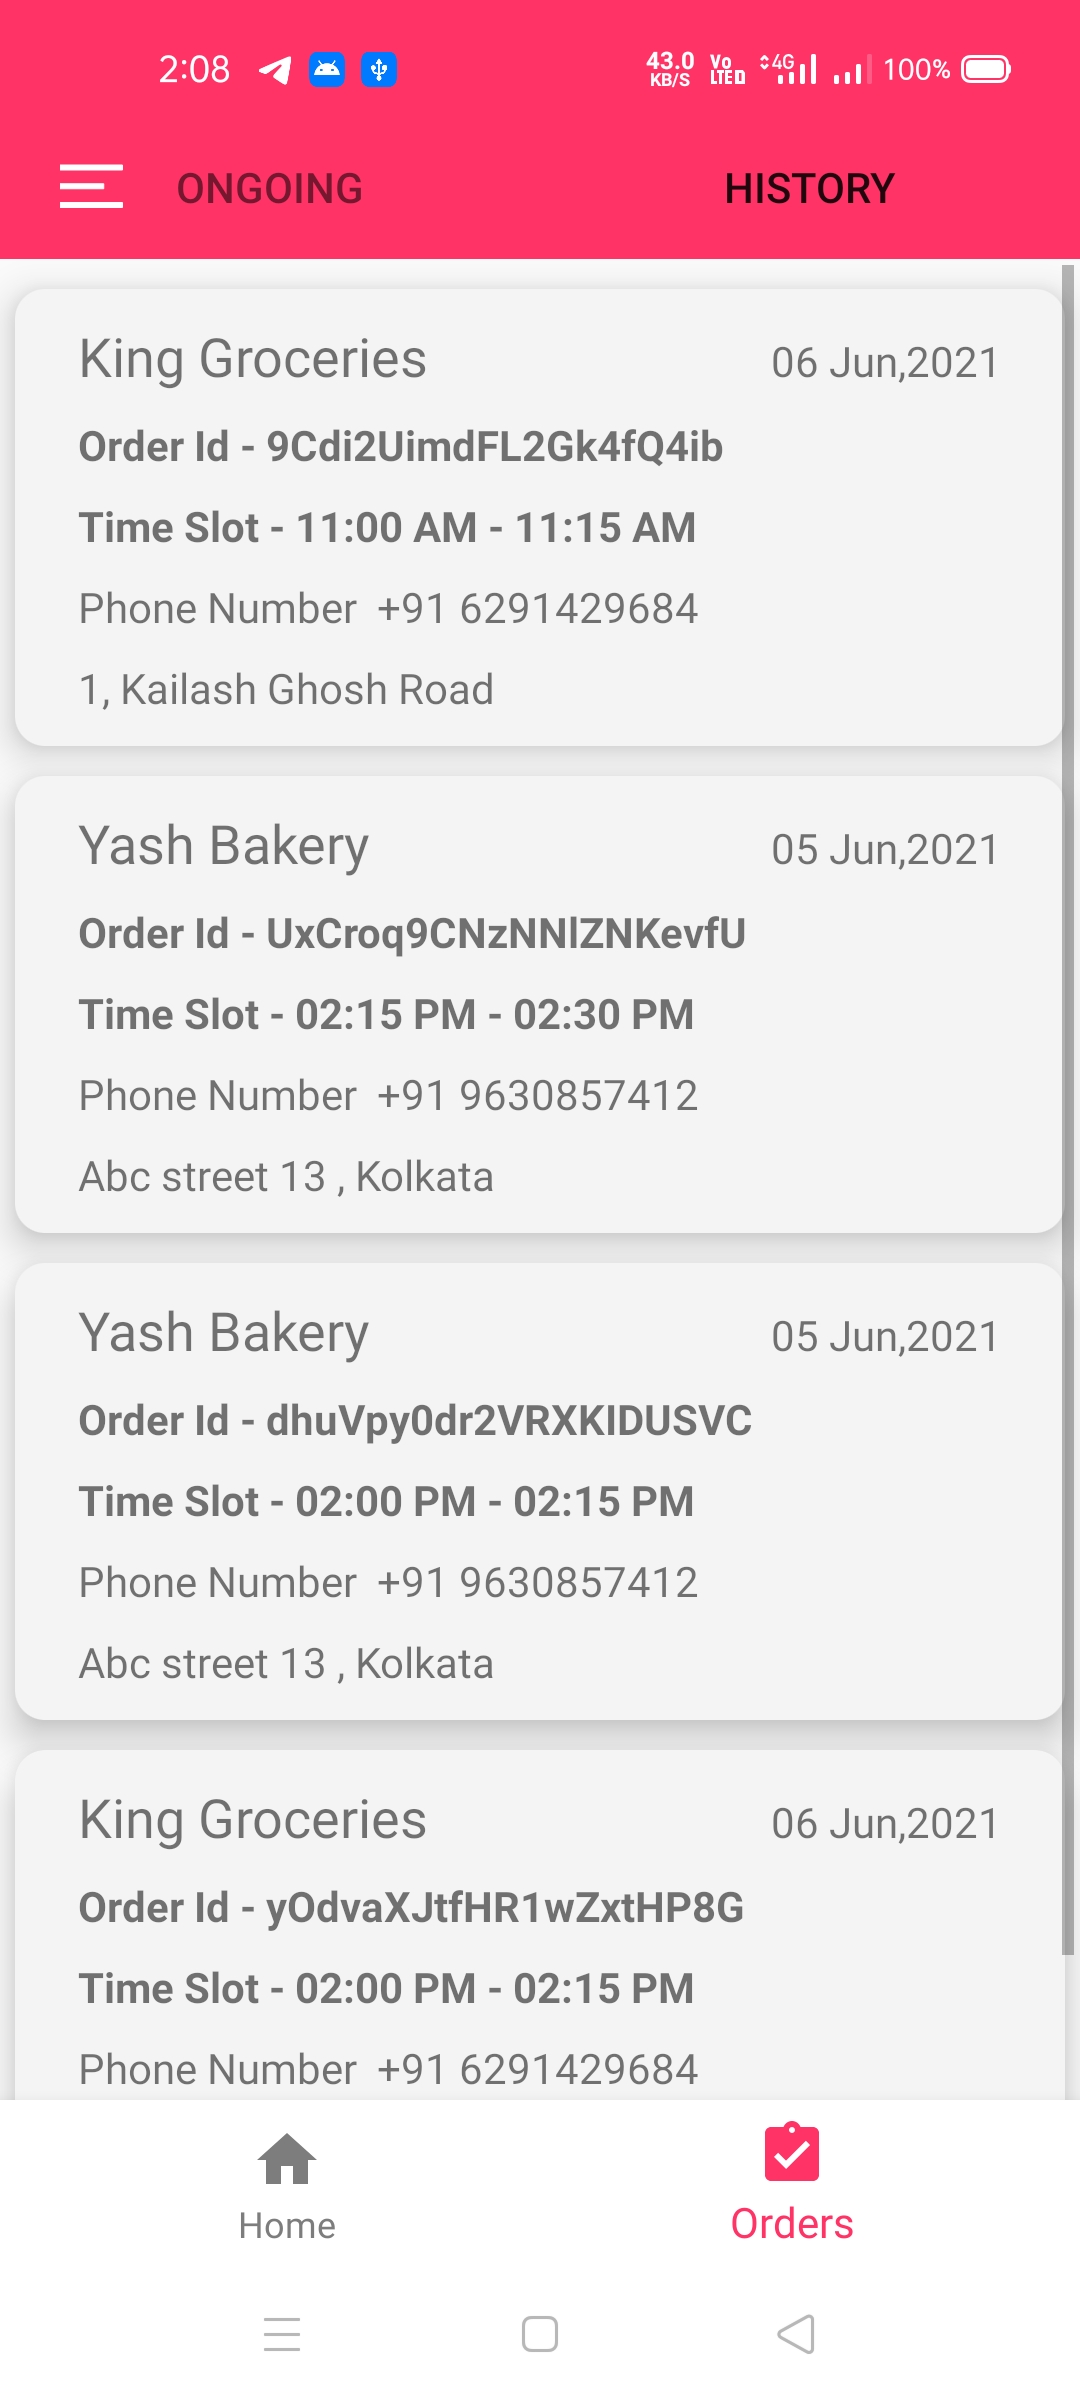 2:08 43.0 KB/S Vo LTE 4G 100%
ONGOING HISTORY
King Groceries 06 Jun,2021
Order Id - 9Cdi2UimdFL2Gk4fQ4ib
Time Slot - 11:00 AM - 11:15 AM
Phone Number +91 6291429684
1, Kailash Ghosh Road
Yash Bakery 05 Jun,2021
Order Id - UxCroq9CNzNNlZNKevfU
Time Slot - 02:15 PM - 02:30 PM
Phone Number +91 9630857412
Abc street 13 , Kolkata
Yash Bakery 05 Jun,2021
Order Id - dhuVpy0dr2VRXKIDUSVC
Time Slot - 02:00 PM - 02:15 PM
Phone Number +91 9630857412
Abc street 13 , Kolkata
King Groceries 06 Jun,2021
Order Id - yOdvaXJtfHR1wZxtHP8G
Time Slot - 02:00 PM - 02:15 PM
Phone Number +91 6291429684
Home Orders